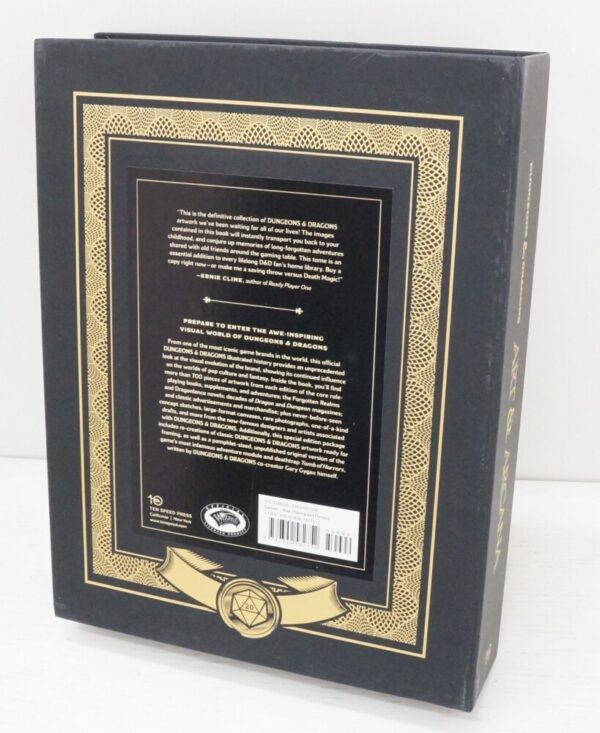 "This is the definitive collection of DUNGEONS & DRAGONS
artwork we've been waiting for all of our lives! The images
contained in this book will instantly transport you back to your
childhood, and conjure up memories of long-forgotten adventures
shared with old friends around the gaming table. This tome is an
essential addition to every lifelong D&D fan's home library. Buy a
copy right now—or make me a saving throw versus Death Magic!"
—ERNIE CLINE, author of Ready Player One
PREPARE TO ENTER THE AWE-INSPIRING
VISUAL WORLD OF DUNGEONS & DRAGONS
From one of the most iconic game brands in the world, this official
DUNGEONS & DRAGONS illustrated history provides an unprecedented
look at the visual evolution of the brand, showing its continued influence
on the worlds of pop culture and fantasy. Inside the book, you'll find
more than 700 pieces of artwork from each edition of the core role-
playing books, supplements, and adventures; the Forgotten Realms
and Dragonlance novels; decades of Dragon and Dungeon magazines;
and classic advertisements and merchandise; plus never-before-seen
concept sketches, large-format canvases, rare photographs, one-of-a-kind
drafts, and more from the now-famous designers and artists associated
with DUNGEONS & DRAGONS. Additionally, this special edition package
includes re-creations of classic DUNGEONS & DRAGONS artwork ready for
framing, as well as a pamphlet-sized, unpublished original version of the
game's most infamous adventure module and deathtrap Tomb of Horrors,
written by DUNGEONS & DRAGONS co-creator Gary Gygax himself.
10
TEN SPEED PRESS
California | New York
www.tenspeed.com
OFFICIAL
LICENSED PRODUCT
20
DUNGEONS & DRAGONS
ART & ARCANA